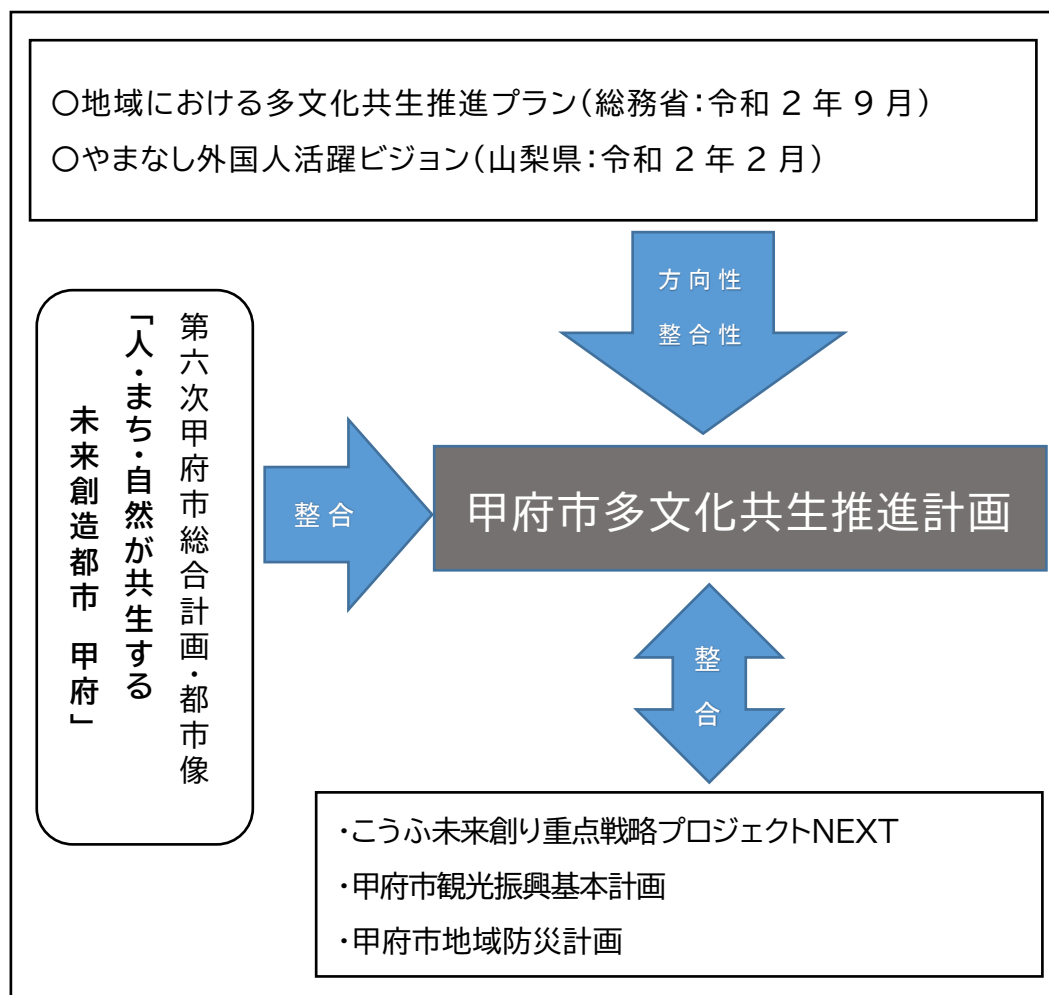 〇地域における多文化共生推進プラン(総務省:令和 2 年 9 月)
〇やまなし外国人活躍ビジョン(山梨県:令和 2 年 2 月)
方向性
整合性
第六次甲府市総合計画・都市像
「人・まち・自然が共生する
未来創造都市 甲府」
整合
甲府市多文化共生推進計画
整
合
・こうふ未来創り重点戦略プロジェクトNEXT
・甲府市観光振興基本計画
・甲府市地域防災計画